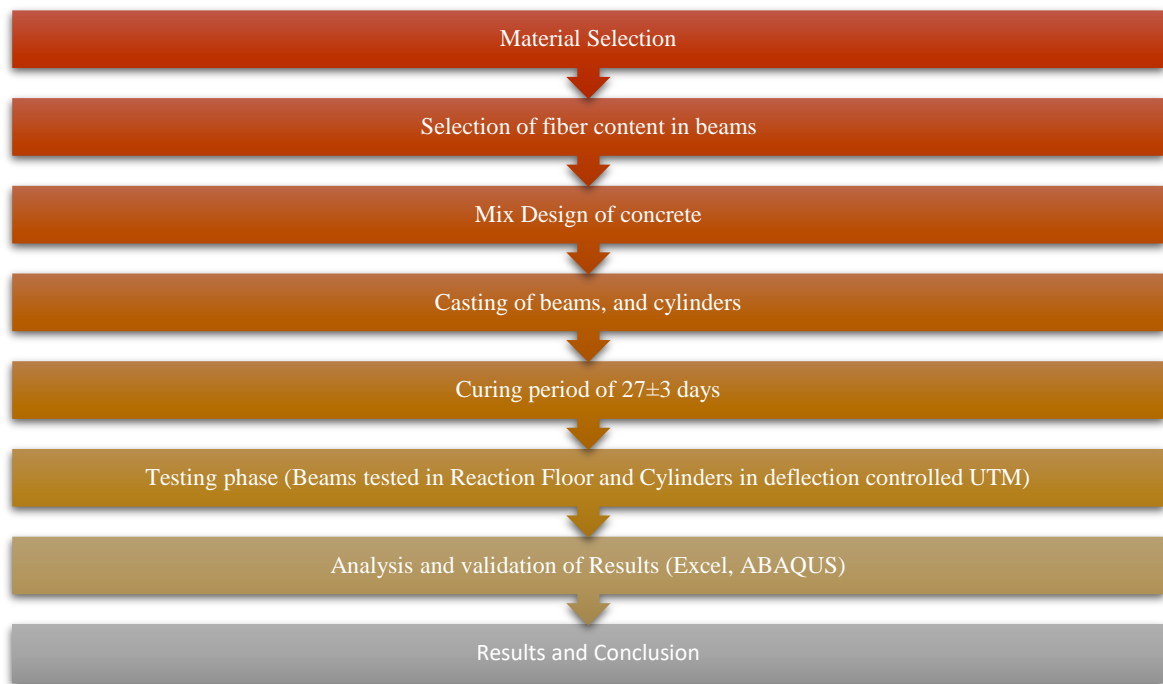 Material Selection
Selection of fiber content in beams
Mix Design of concrete
Casting of beams, and cylinders
Curing period of 27±3 days
Testing phase (Beams tested in Reaction Floor and Cylinders in deflection controlled UTM)
Analysis and validation of Results (Excel, ABAQUS)
Results and Conclusion